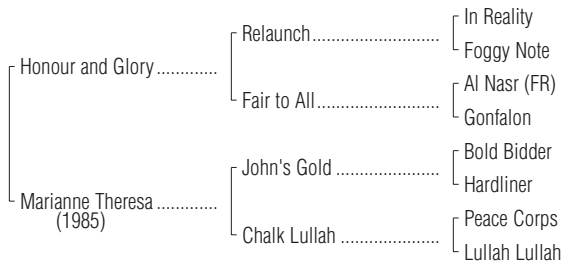 In Reality
Relaunch..............................
Foggy Note
Honour and Glory.............
Al Nasr (FR)
Fair to All.............................
Gonfalon
Bold Bidder
John's Gold.........................
Hardliner
Marianne Theresa.............
(1985)
Peace Corps
Chalk Lullah.......................
Lullah Lullah